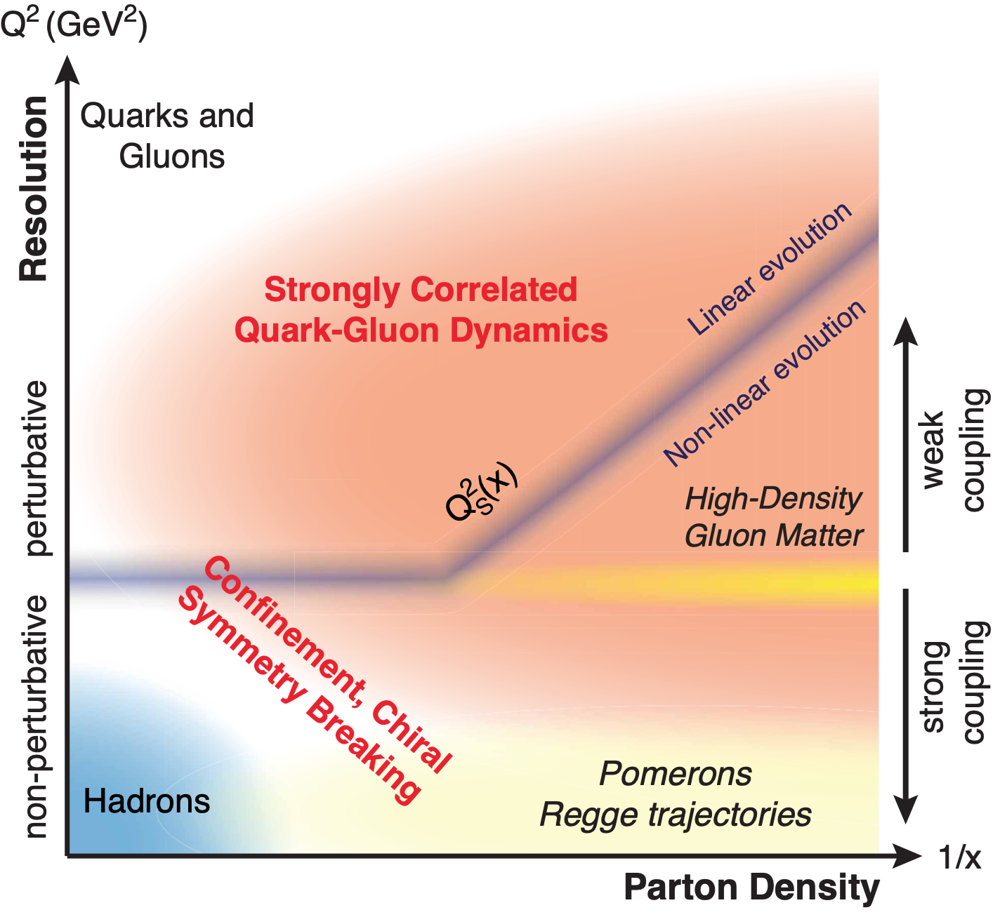 Q² (GeV²)
Resolution
Quarks and
Gluons
Strongly Correlated
Quark-Gluon Dynamics
Linear evolution
Non-linear evolution
Q²S(x)
High-Density
Gluon Matter
perturbative
non-perturbative
weak
coupling
strong
coupling
Confinement, Chiral
Symmetry Breaking
Hadrons
Pomerons
Regge trajectories
1/x
Parton Density